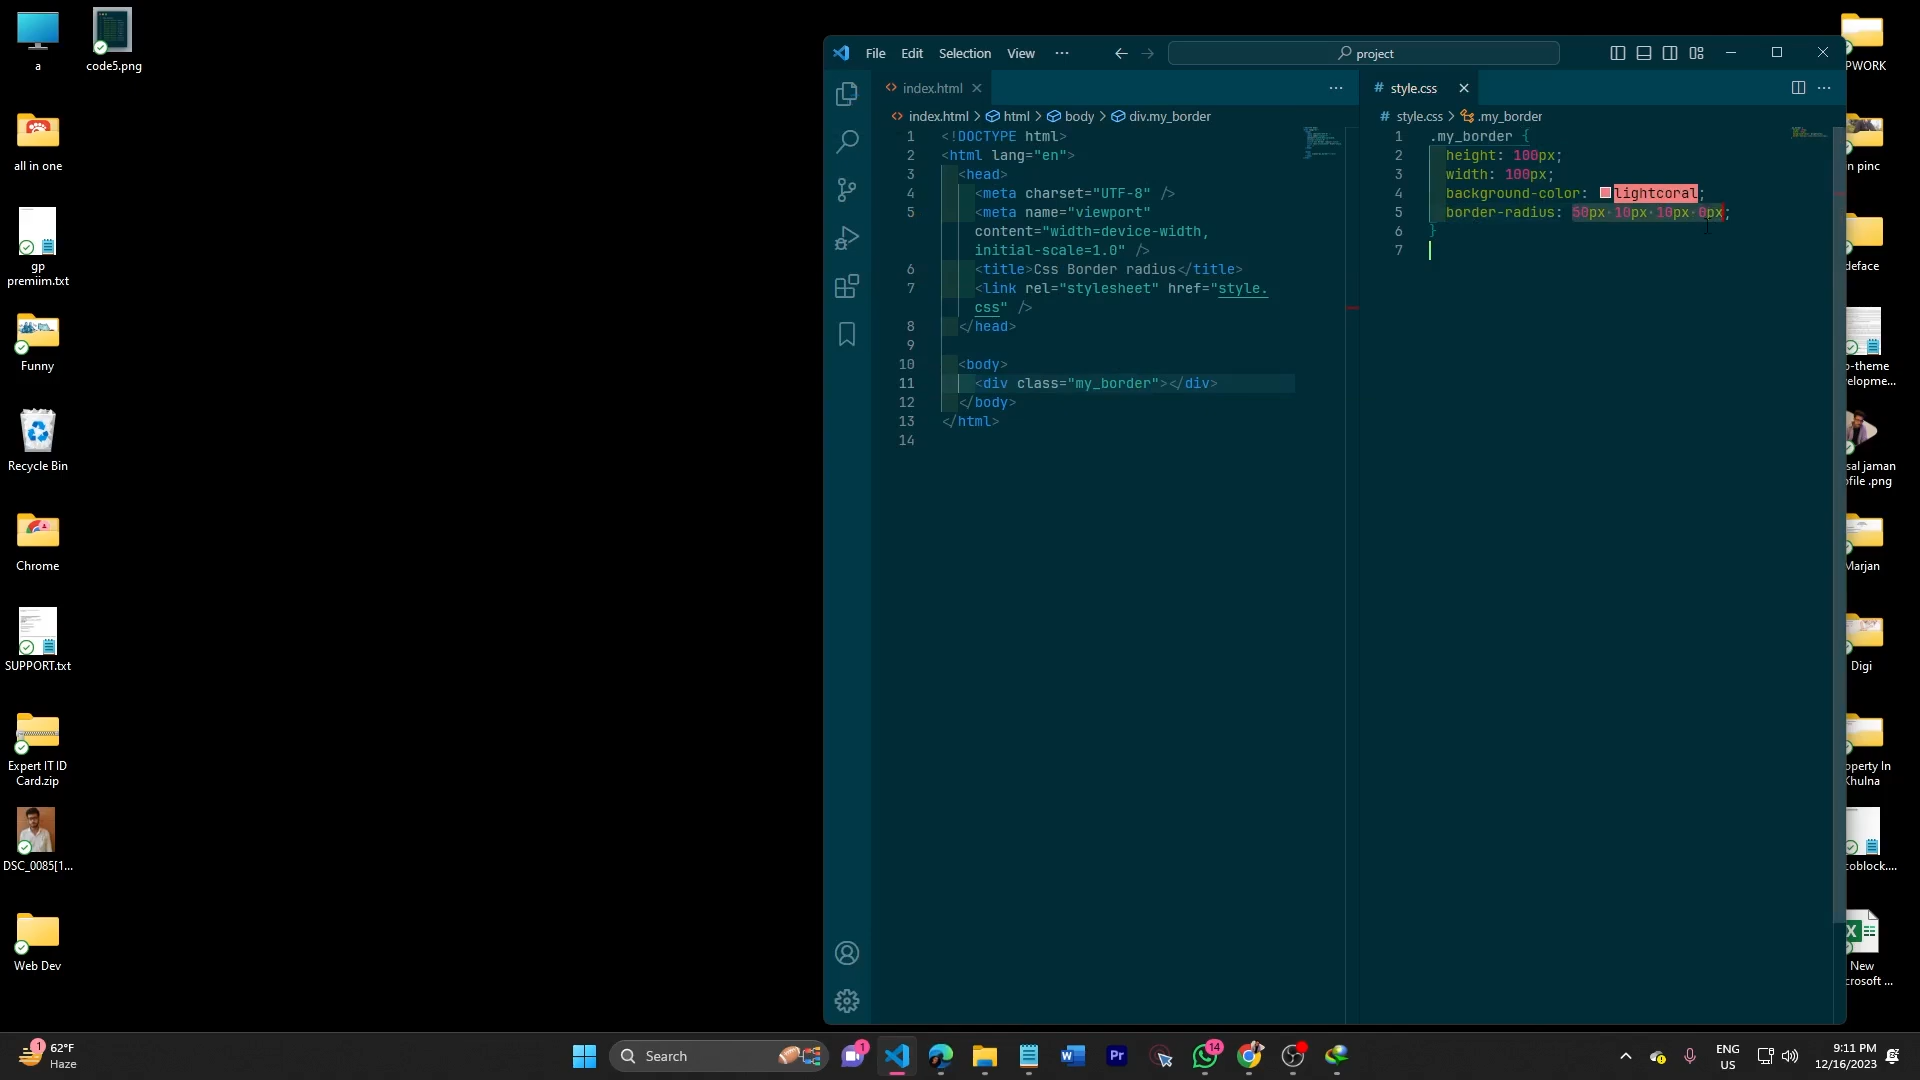 a
code5.png
all in one
gp
premiim.txt
Funny
Recycle Bin
Chrome
SUPPORT.txt
Expert IT ID
Card.zip
DSC_0085[1...
Web Dev
File Edit Selection View ···
project
index.html
index.html > html > body > div.my_border
1 <!DOCTYPE html>
2 <html lang="en">
3 <head>
4 <meta charset="UTF-8" />
5 <meta name="viewport"
content="width=device-width,
initial-scale=1.0" />
6 <title>Css Border radius</title>
7 <link rel="stylesheet" href="style.
css" />
8 </head>
9
10 <body>
11 <div class="my_border"></div>
12 </body>
13 </html>
14
# style.css
# style.css > .my_border
1 .my_border {
2 height: 100px;
3 width: 100px;
4 background-color: lightcoral;
5 border-radius: 50px 10px 10px 0px;
6 }
7
PWORK
n pinc
deface
o-theme
elopme...
sal jaman
ofile .png
Marjan
Digi
operty In
Khulna
coblock....
New
crosoft ...
1
62°F
Haze
Search
1
Pr
14
ENG
US
9:11 PM
12/16/2023